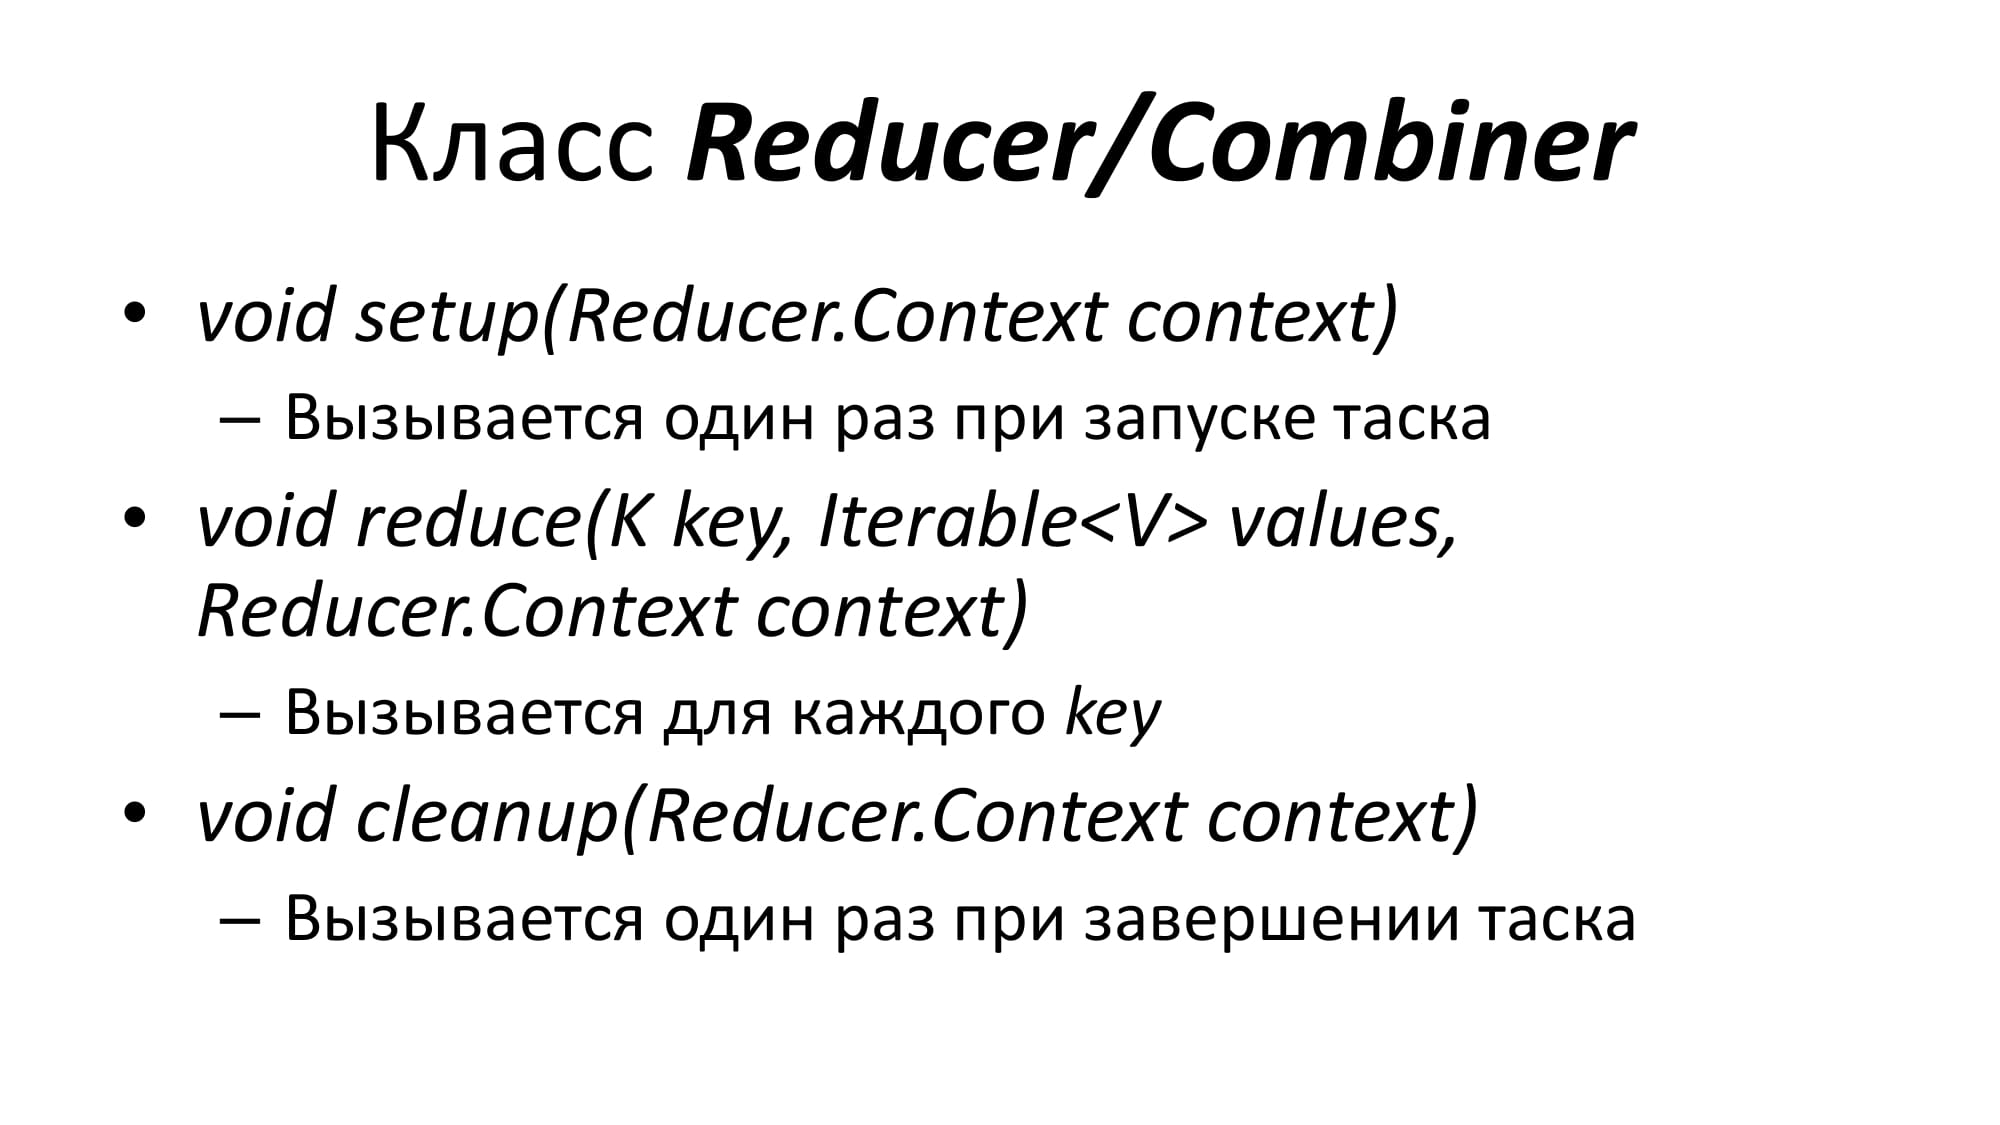 Класс Reducer/Combiner
• void setup(Reducer.Context context)
– Вызывается один раз при запуске таска
• void reduce(K key, Iterable<V> values,
Reducer.Context context)
– Вызывается для каждого key
• void cleanup(Reducer.Context context)
– Вызывается один раз при завершении таска